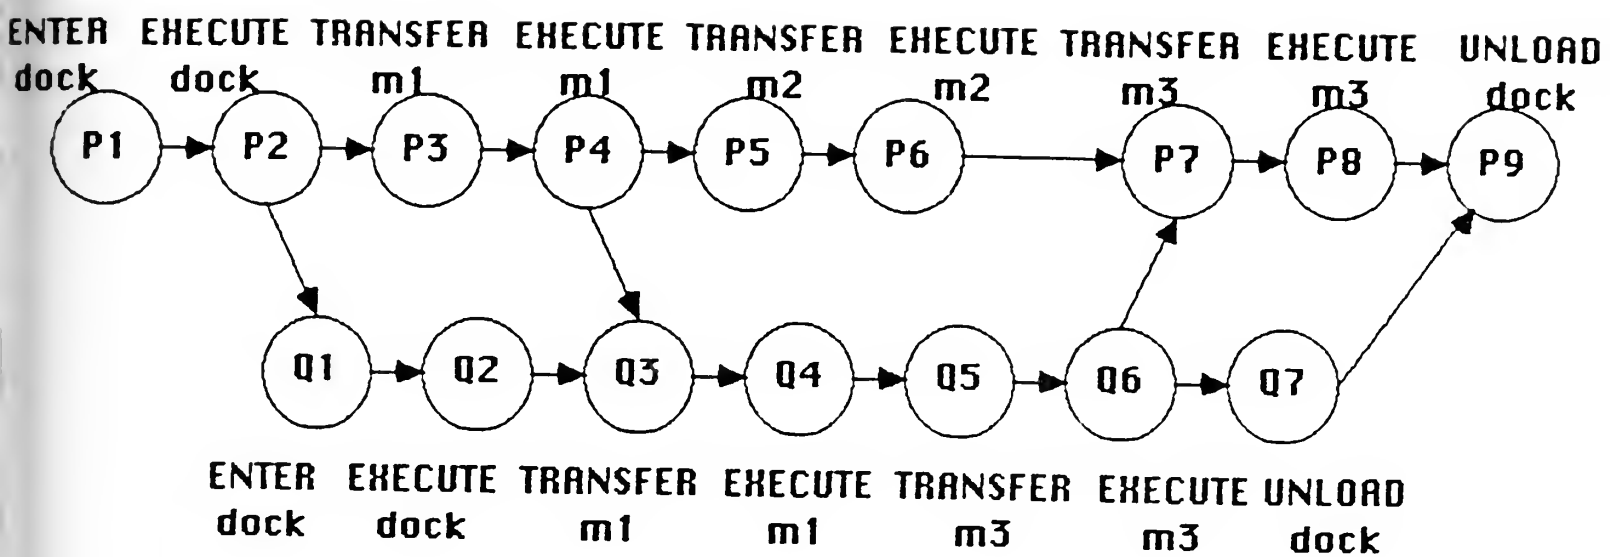 ENTER EXECUTE TRANSFER EXECUTE TRANSFER EXECUTE TRANSFER EXECUTE UNLOAD
dock dock m1 m1 m2 m2 m3 m3 dock
P1 P2 P3 P4 P5 P6 P7 P8 P9
Q1 Q2 Q3 Q4 Q5 Q6 Q7
ENTER EXECUTE TRANSFER EXECUTE TRANSFER EXECUTE UNLOAD
dock dock m1 m1 m3 m3 dock